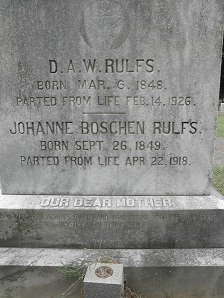 D.A.W. RULFS.
BORN MAR. 6. 1848.
PARTED FROM LIFE FEB. 14. 1926.
JOHANNE BOSCHEN RULFS.
BORN SEPT. 26. 1849.
PARTED FROM LIFE APR. 22. 1918.
OUR DEAR MOTHER.